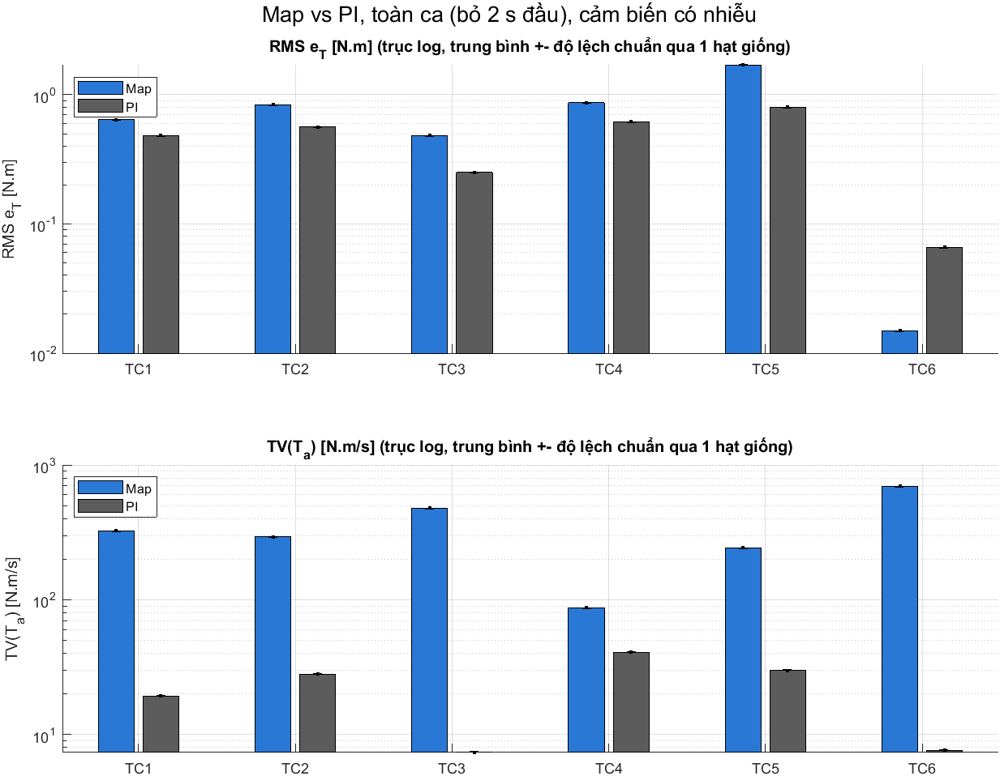 Map vs PI, toàn ca (bỏ 2 s đầu), cảm biến có nhiễu
RMS e_T [N.m] (trục log, trung bình +- độ lệch chuẩn qua 1 hạt giống)
Map
PI
RMS e_T [N.m]
10^0
10^-1
10^-2
TC1 TC2 TC3 TC4 TC5 TC6
TV(T_a) [N.m/s] (trục log, trung bình +- độ lệch chuẩn qua 1 hạt giống)
Map
PI
TV(T_a) [N.m/s]
10^3
10^2
10^1
TC1 TC2 TC3 TC4 TC5 TC6